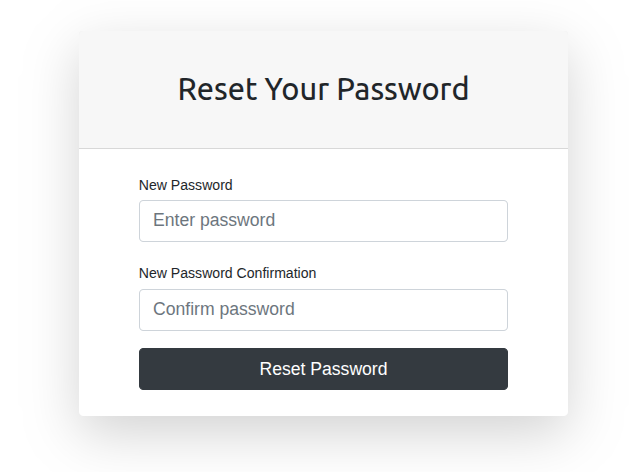 Reset Your Password
New Password
Enter password
New Password Confirmation
Confirm password
Reset Password